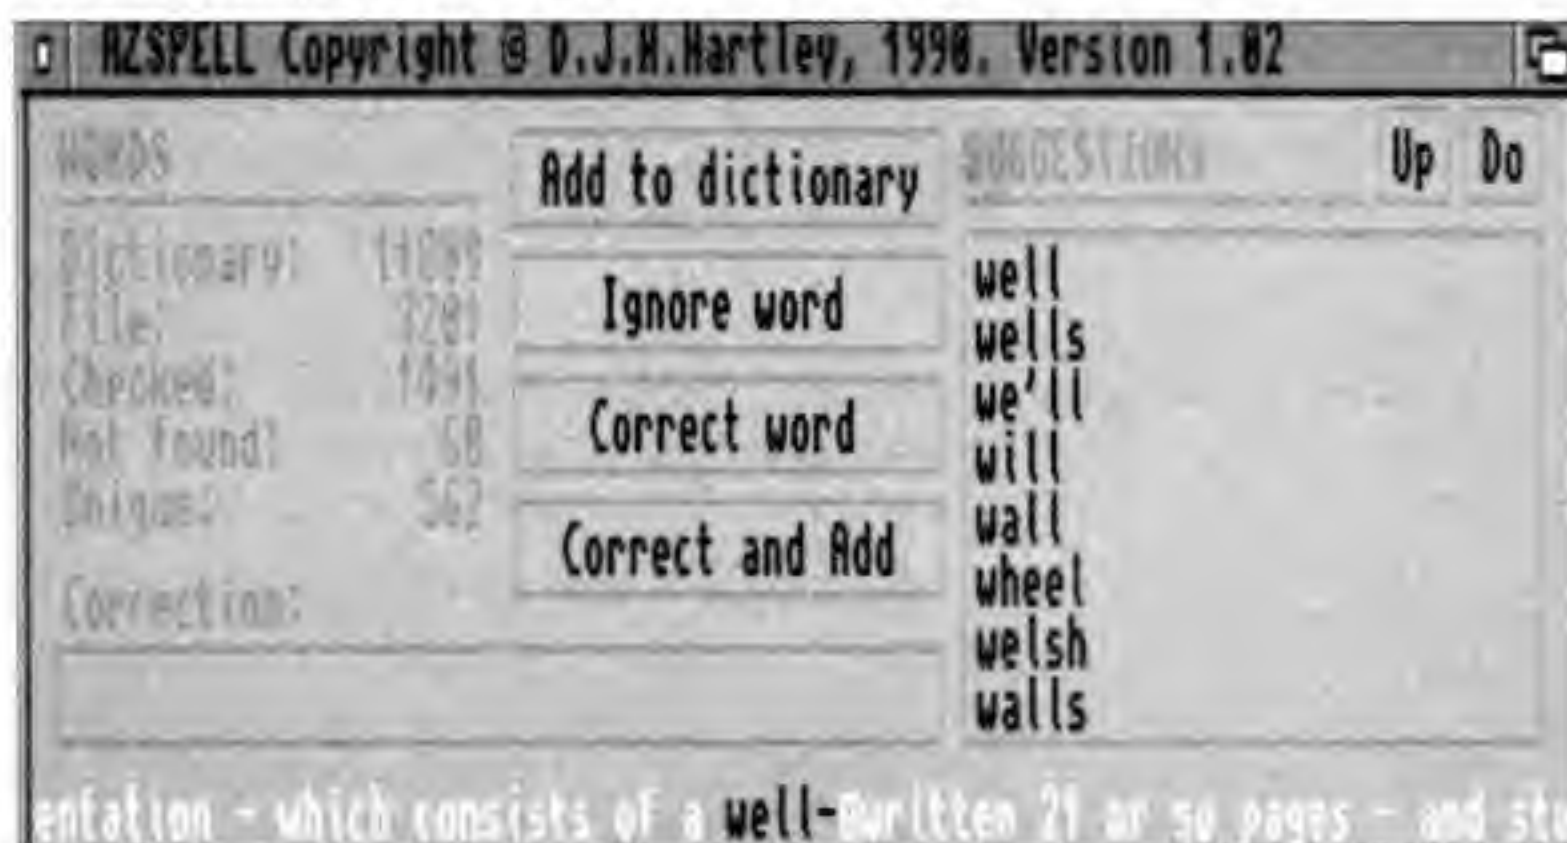 AZSPELL Copyright © D.J.H.Hartley, 1990. Version 1.02
WORDS
Dictionary:
File:
Checked: 1491
Not found:
Unique: 562
Correction:
Add to dictionary
Ignore word
Correct word
Correct and Add
SUGGESTIONS Up Do
well
wells
we'll
will
wall
wheel
welsh
walls
entation - which consists of a well-written 21 or so pages - and